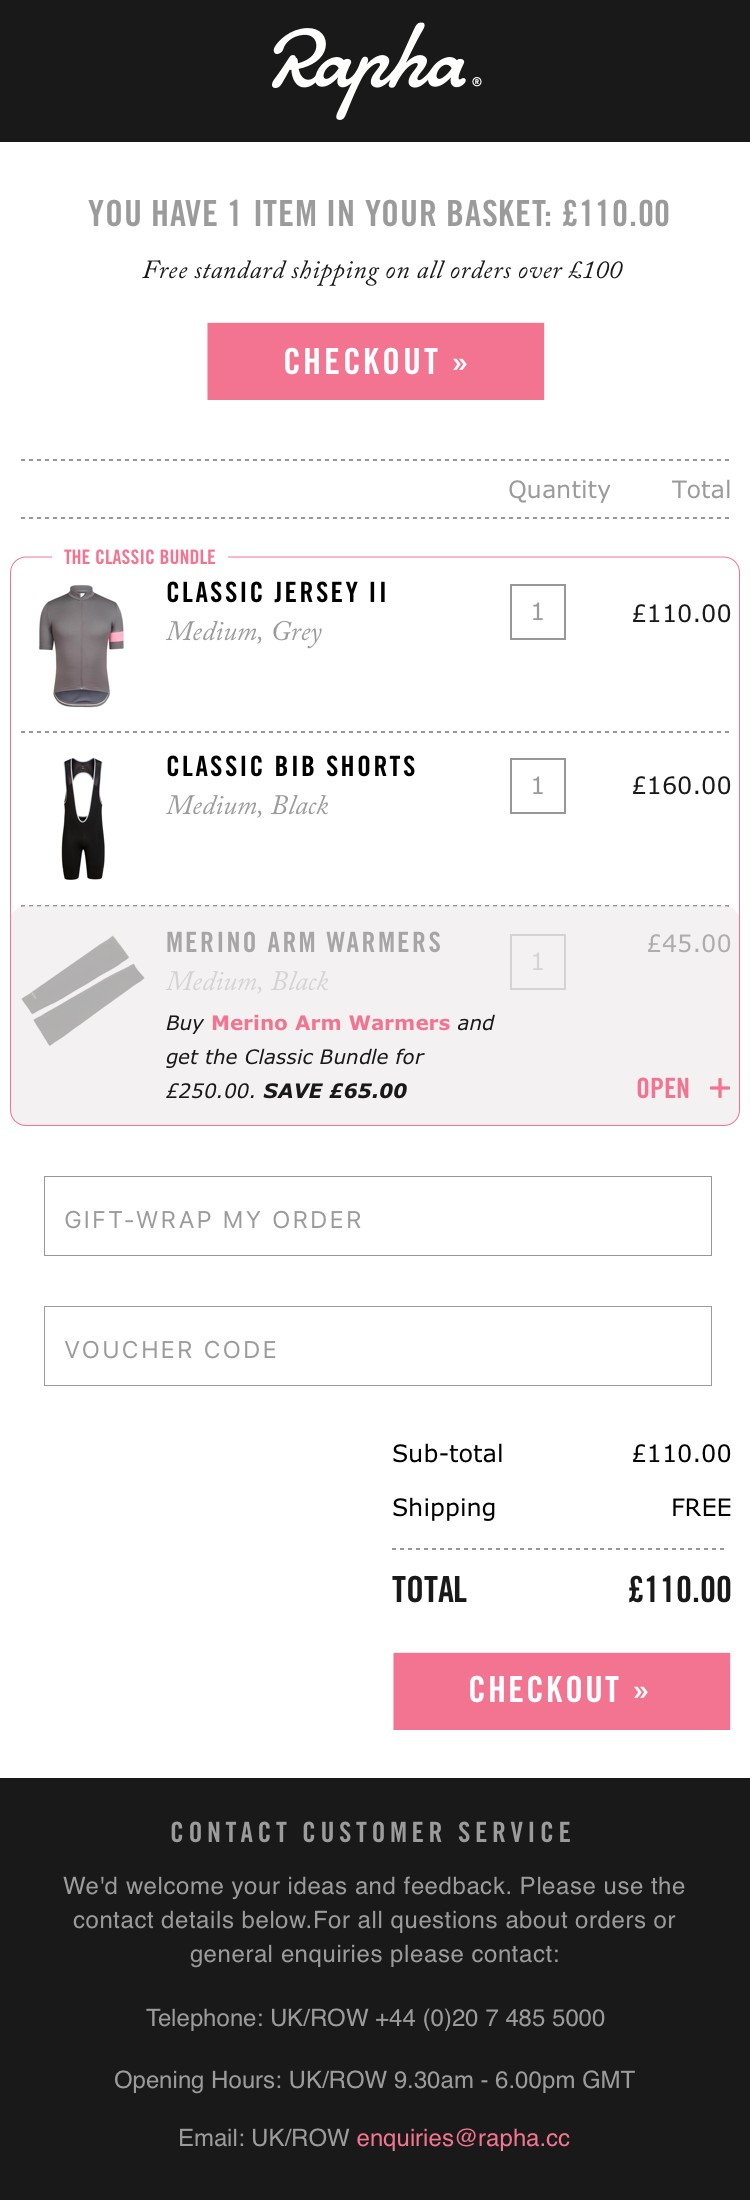 Rapha®
YOU HAVE 1 ITEM IN YOUR BASKET: £110.00
Free standard shipping on all orders over £100
CHECKOUT »
Quantity Total
THE CLASSIC BUNDLE
CLASSIC JERSEY II 1 £110.00
Medium, Grey
CLASSIC BIB SHORTS 1 £160.00
Medium, Black
MERINO ARM WARMERS 1 £45.00
Medium, Black
Buy Merino Arm Warmers and
get the Classic Bundle for
£250.00. SAVE £65.00
OPEN +
GIFT-WRAP MY ORDER
VOUCHER CODE
Sub-total £110.00
Shipping FREE
TOTAL £110.00
CHECKOUT »
CONTACT CUSTOMER SERVICE
We'd welcome your ideas and feedback. Please use the
contact details below.For all questions about orders or
general enquiries please contact:
Telephone: UK/ROW +44 (0)20 7 485 5000
Opening Hours: UK/ROW 9.30am - 6.00pm GMT
Email: UK/ROW enquiries@rapha.cc